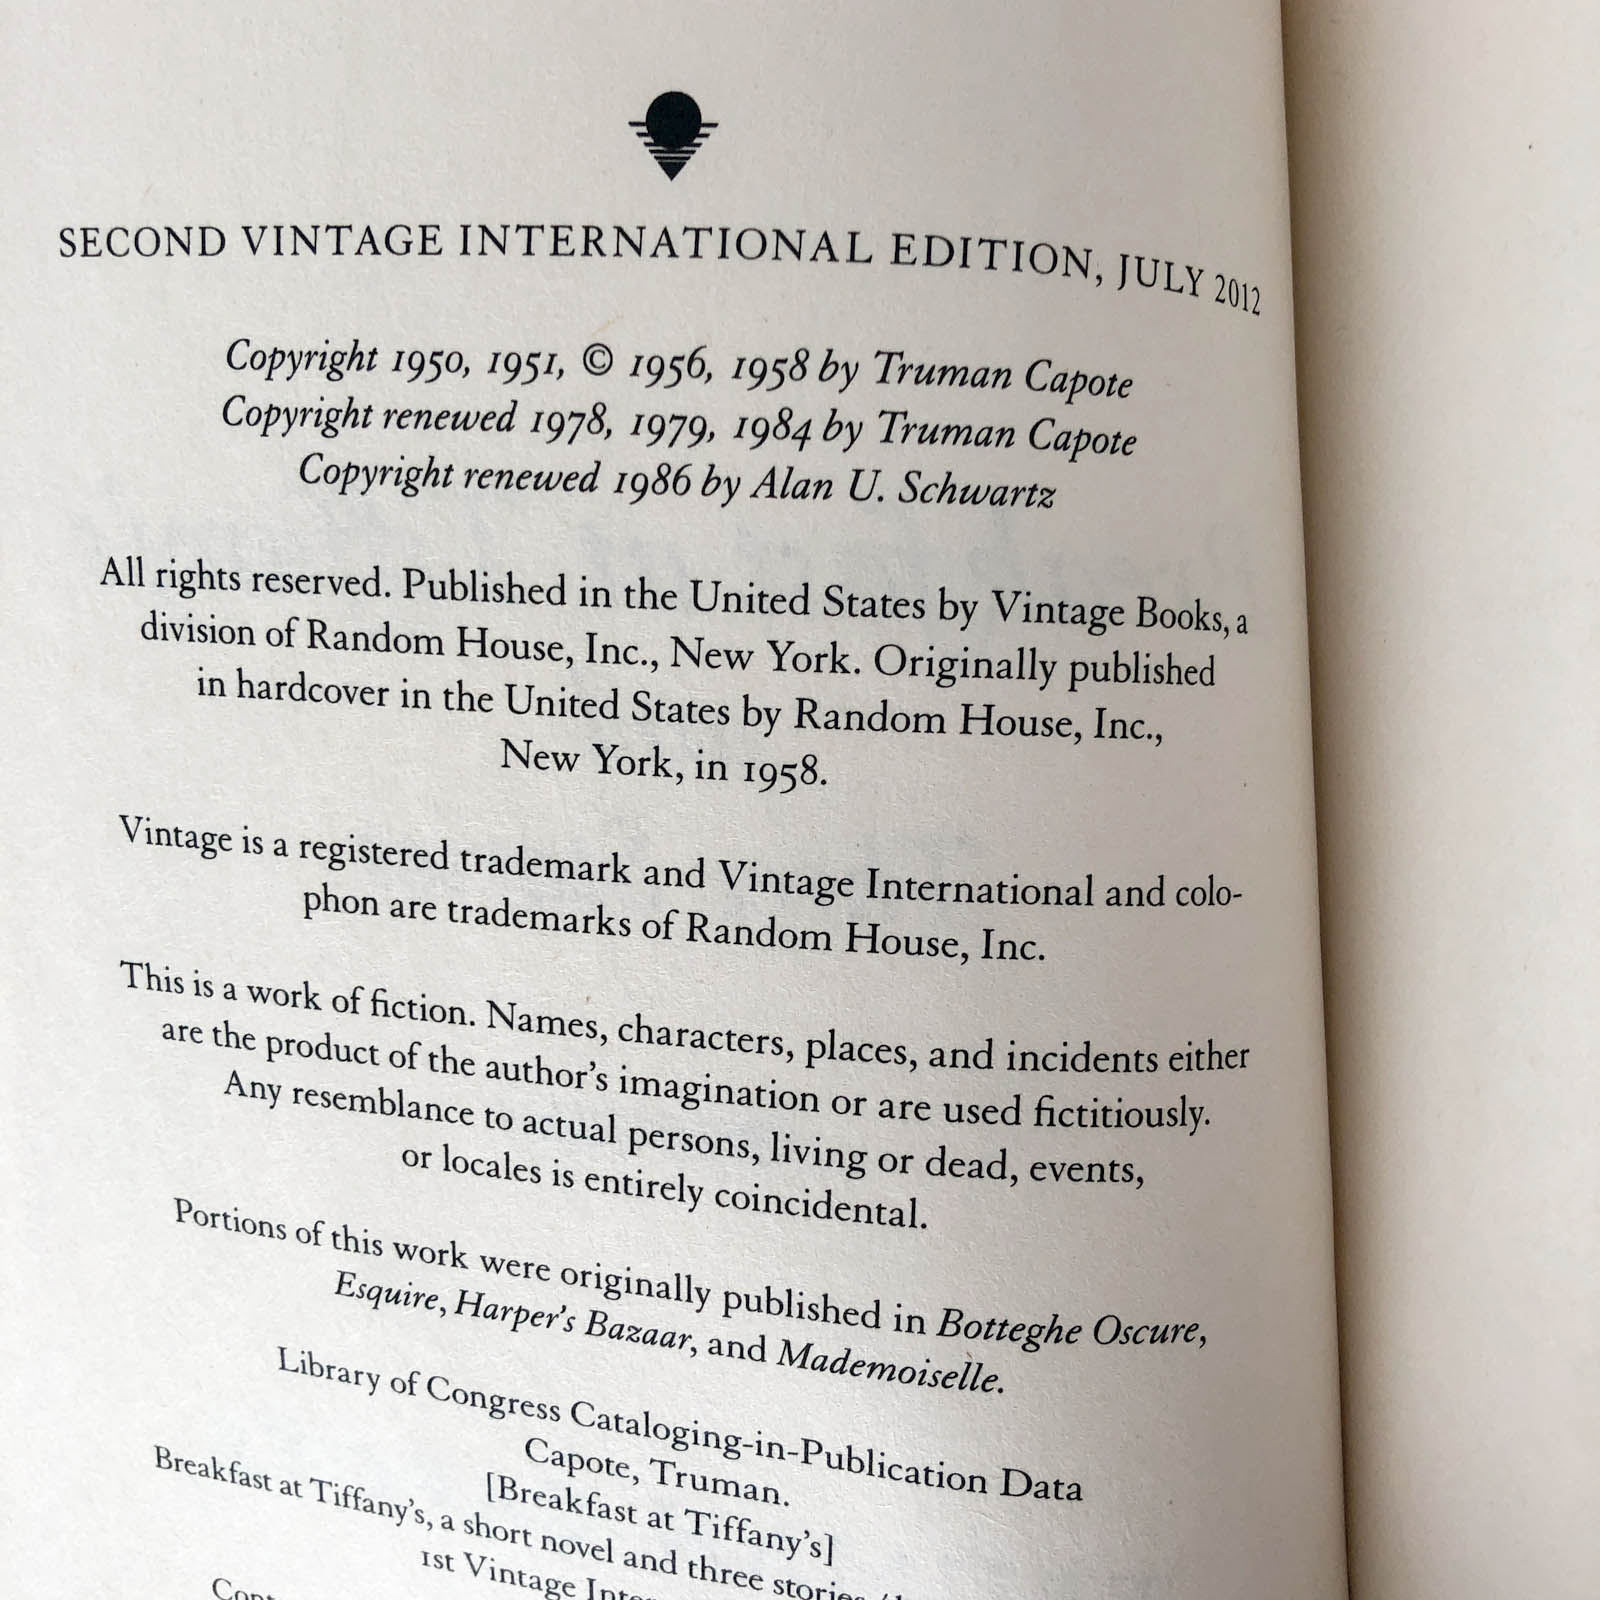 SECOND VINTAGE INTERNATIONAL EDITION, JULY 2012
Copyright 1950, 1951, © 1956, 1958 by Truman Capote
Copyright renewed 1978, 1979, 1984 by Truman Capote
Copyright renewed 1986 by Alan U. Schwartz
All rights reserved. Published in the United States by Vintage Books, a
division of Random House, Inc., New York. Originally published
in hardcover in the United States by Random House, Inc.,
New York, in 1958.
Vintage is a registered trademark and Vintage International and colo-
phon are trademarks of Random House, Inc.
This is a work of fiction. Names, characters, places, and incidents either
are the product of the author's imagination or are used fictitiously.
Any resemblance to actual persons, living or dead, events,
or locales is entirely coincidental.
Portions of this work were originally published in Botteghe Oscure,
Esquire, Harper's Bazaar, and Mademoiselle.
Library of Congress Cataloging-in-Publication Data
Capote, Truman.
[Breakfast at Tiffany's]
Breakfast at Tiffany's, a short novel and three stories
1st Vintage